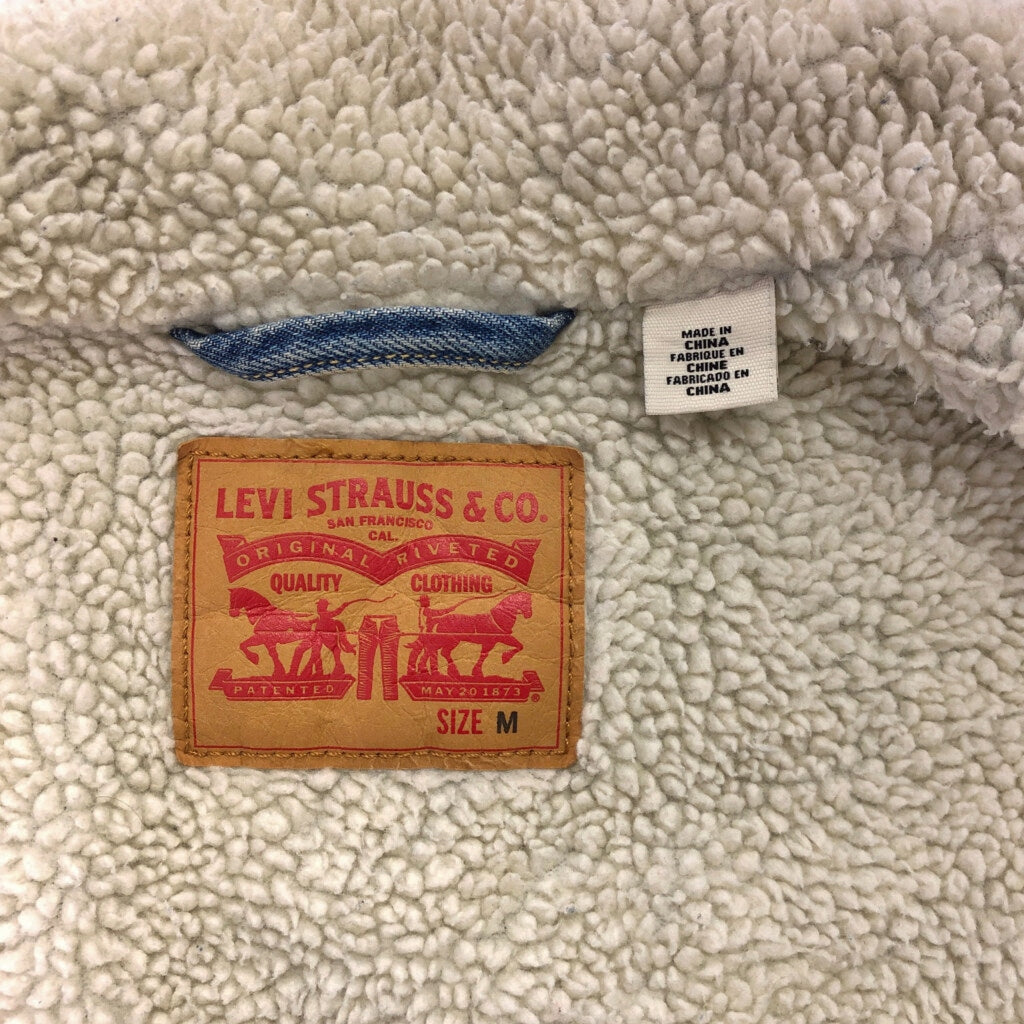 MADE IN
CHINA
FABRIQUE EN
CHINE
FABRICADO EN
CHINA
LEVI STRAUSS & CO.
SAN FRANCISCO
CAL.
ORIGINAL RIVETED
QUALITY CLOTHING
PATENTED MAY 20 1873 ®
SIZE M